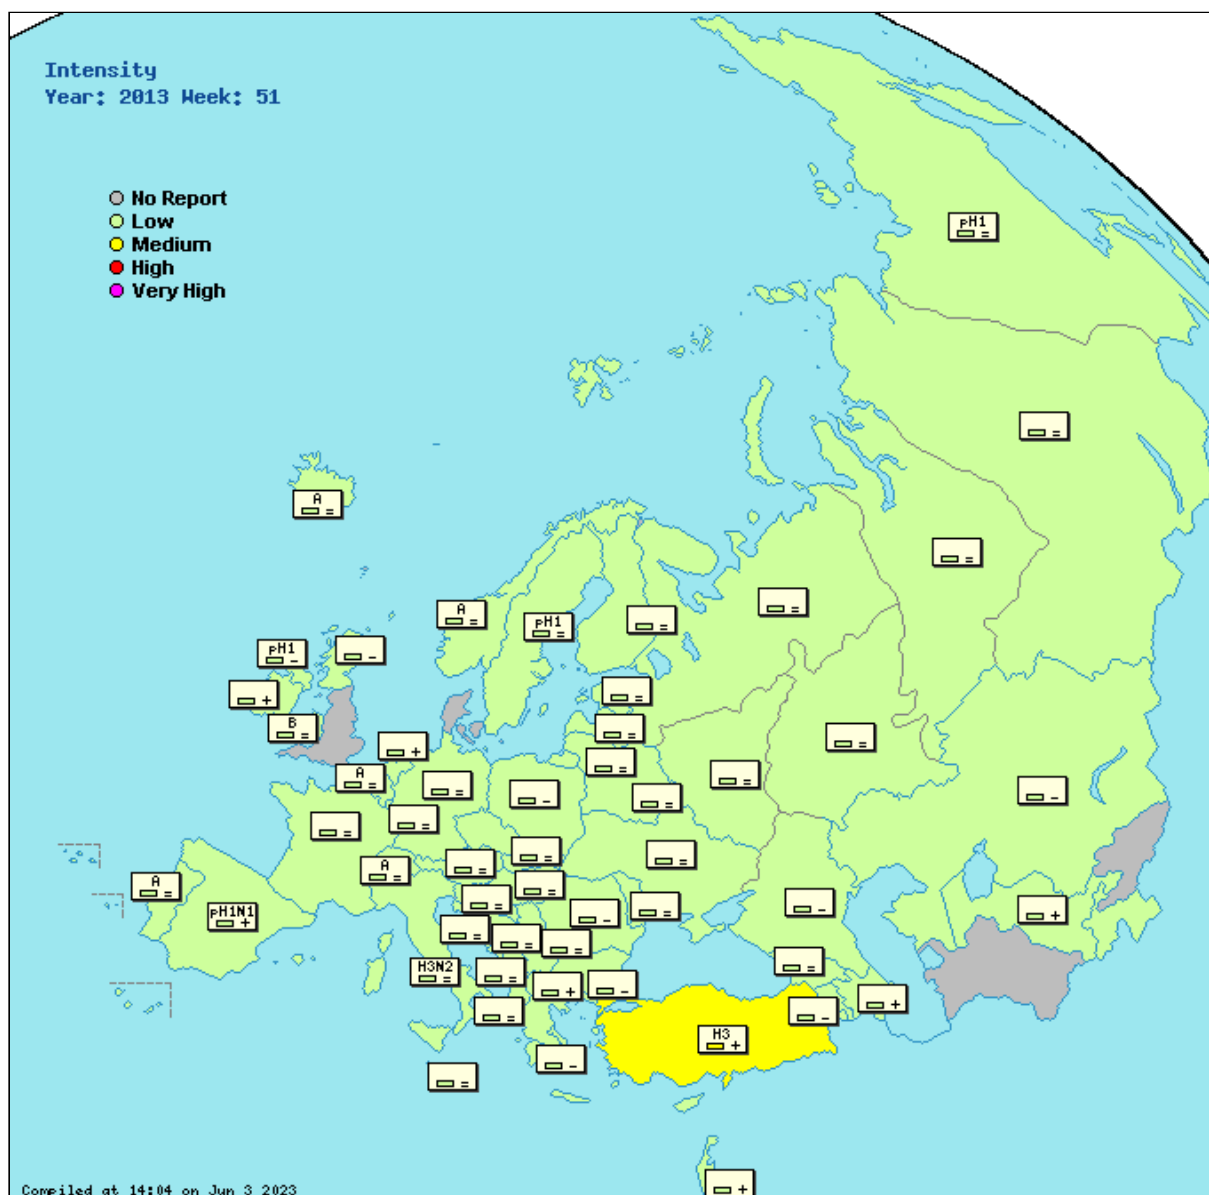 Intensity
Year: 2013 Week: 51
No Report
Low
Medium
High
Very High
pH1
=
=
=
A
=
=
A
=
pH1
=
=
pH1
-
-
=
+
B
=
=
+
=
=
A
=
=
=
-
=
-
=
=
=
=
A
=
=
=
A
=
=
-
=
-
+
pH1N1
+
=
=
=
=
H3N2
=
=
+
-
-
+
=
H3
+
-
=
+
Compiled at 14:04 on Jun 3 2023